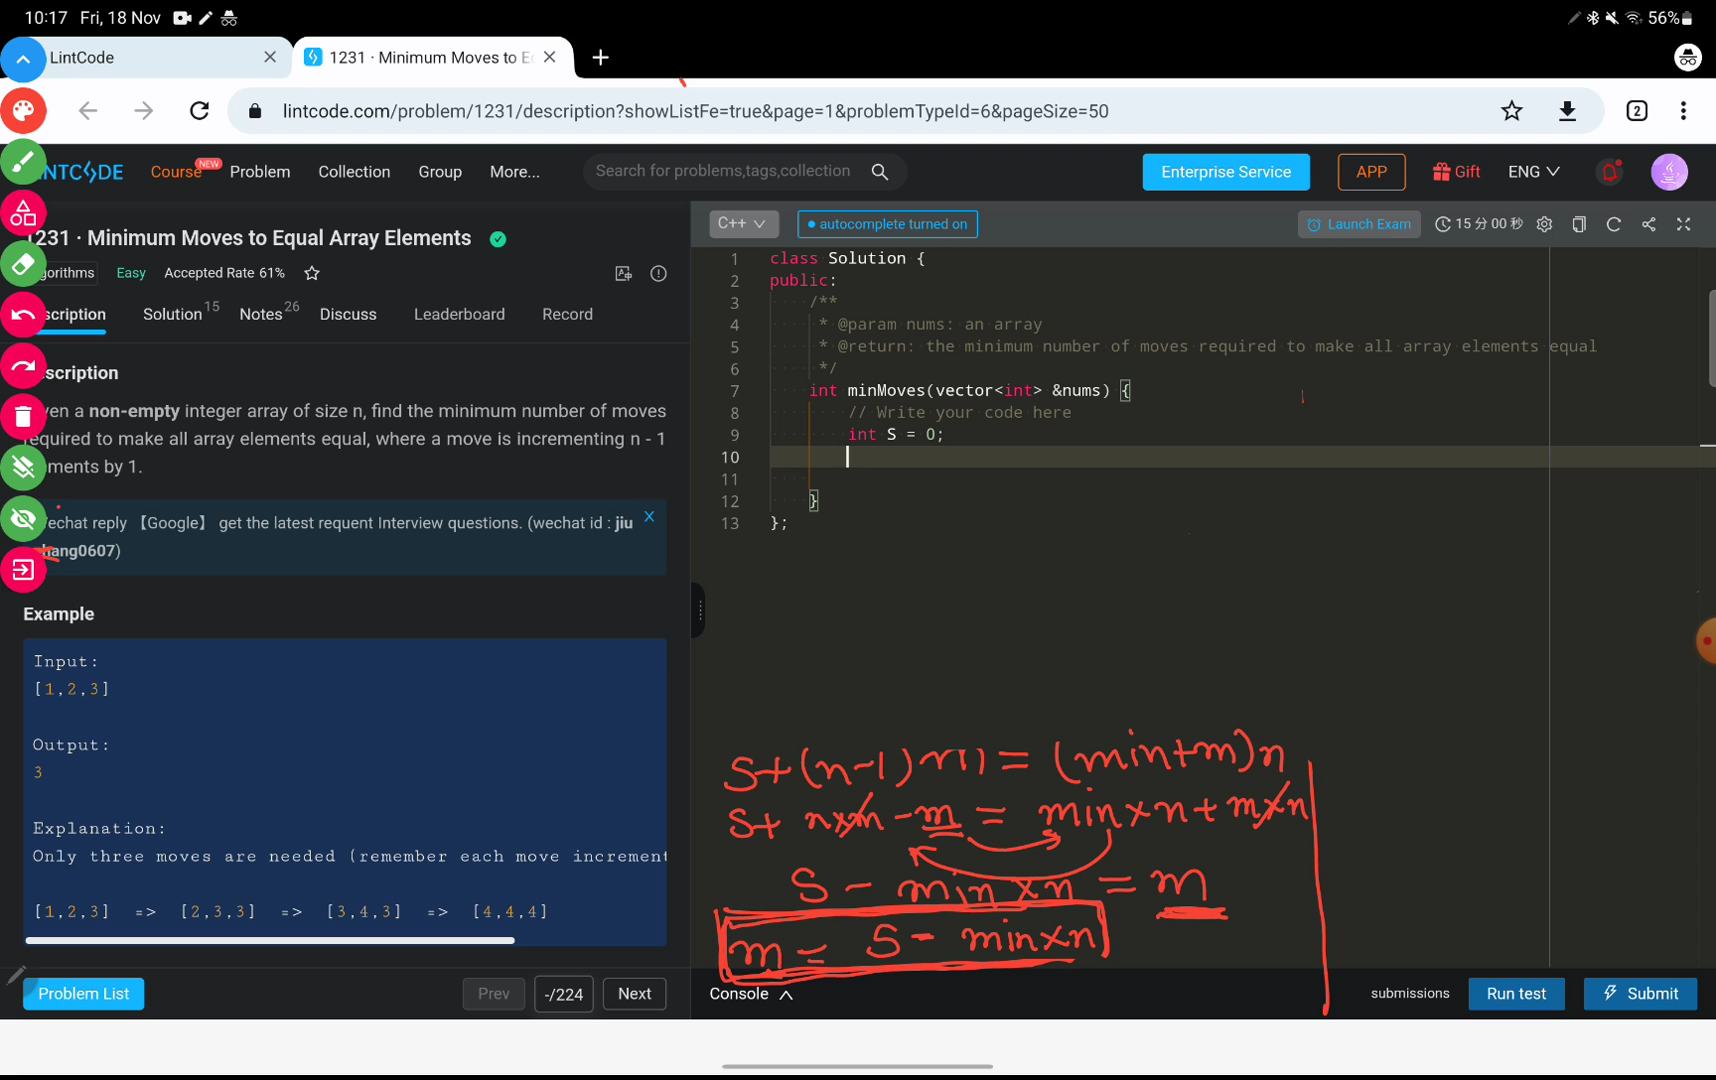 10:17 Fri, 18 Nov
56%
LintCode
1231 · Minimum Moves to E
lintcode.com/problem/1231/description?showListFe=true&page=1&problemTypeId=6&pageSize=50
2
NTCODE
Course NEW Problem Collection Group More...
Search for problems,tags,collection
Enterprise Service
APP
Gift
ENG
1231 · Minimum Moves to Equal Array Elements
gorithms Easy Accepted Rate 61%
scription Solution 15 Notes 26 Discuss Leaderboard Record
scription
en a non-empty integer array of size n, find the minimum number of moves
equired to make all array elements equal, where a move is incrementing n - 1
ments by 1.
echat reply 【Google】 get the latest requent Interview questions. (wechat id : jiu
hang0607)
Example
Input:
[1,2,3]
Output:
3
Explanation:
Only three moves are needed (remember each move increment
[1,2,3] => [2,3,3] => [3,4,3] => [4,4,4]
Problem List
Prev
-/224
Next
C++
autocomplete turned on
Launch Exam
15 分 00 秒
1 class Solution {
2 public:
3 /**
4 * @param nums: an array
5 * @return: the minimum number of moves required to make all array elements equal
6 */
7 int minMoves(vector<int> &nums) {
8 // Write your code here
9 int S = 0;
10
11
12 }
13 };
S+(n-1)m = (min+m)n
S+ n×m - m = min×n + m×n
S - min×n = m
m = S - min×n
Console
submissions
Run test
Submit